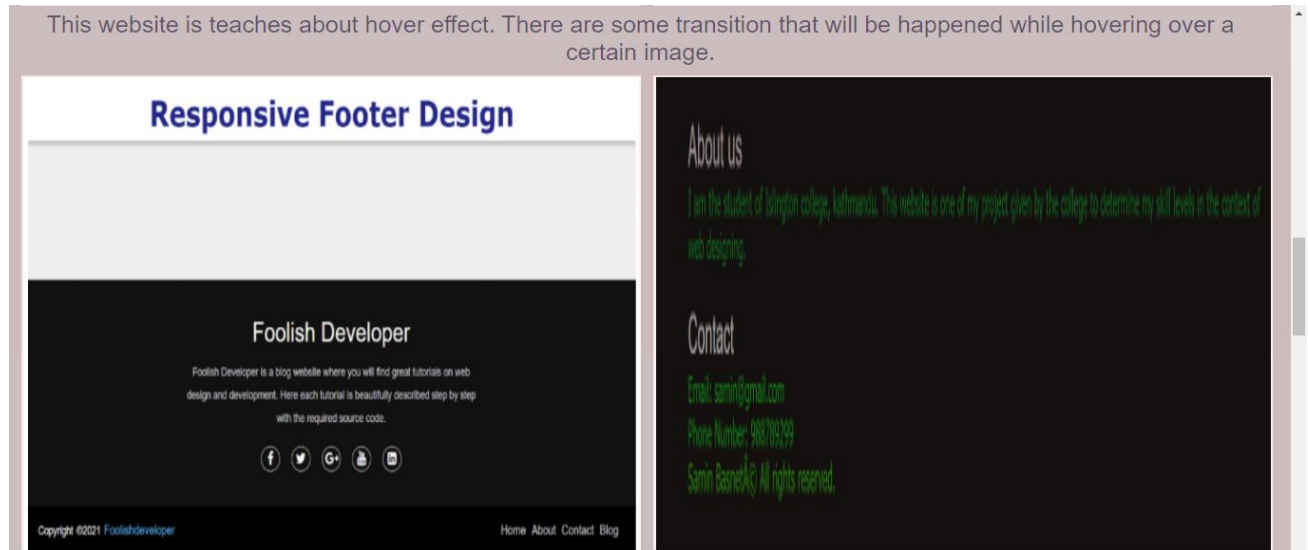 This website is teaches about hover effect. There are some transition that will be happened while hovering over a
certain image.
Responsive Footer Design
Foolish Developer
Foolish Developer is a blog website where you will find great tutorials on web
design and development. Here each tutorial is beautifully described step by step
with the required source code.
f
G+
You Tube
in
Copyright ©2021 Foolishdeveloper
Home About Contact Blog
About us
I am the student of Islington college, kathmandu. This website is one of my project given by the college to determine my skill levels in the context of
web designing.
Contact
Email: samin@gmail.com
Phone Number: 988789299
Samin BasnetÂ© All rights reserved.